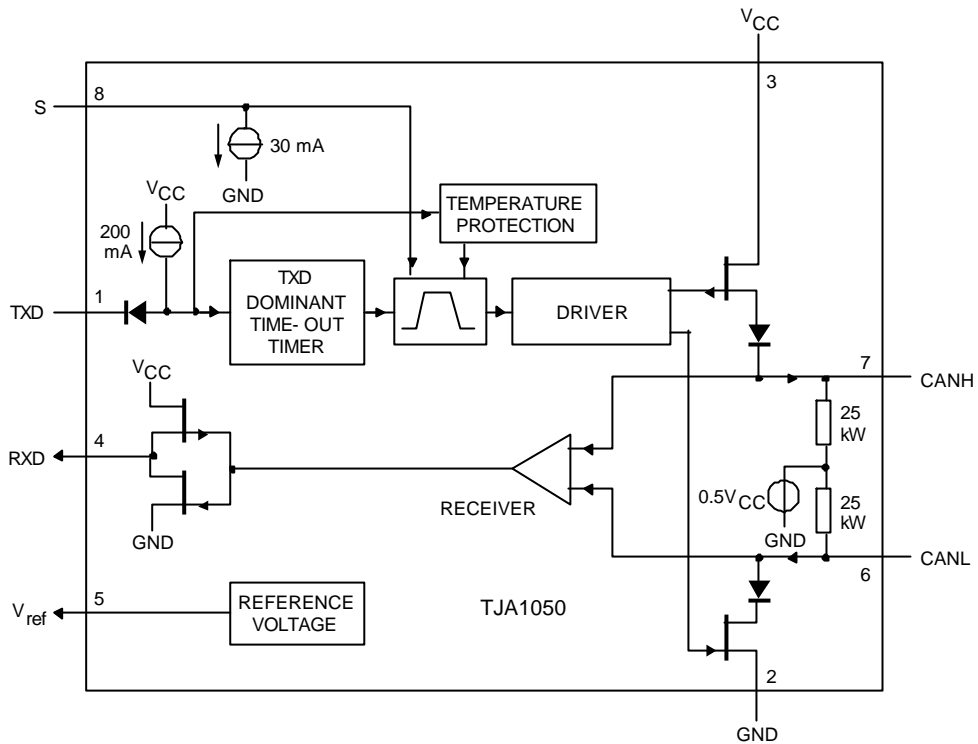 VCC
3
8
S
30 mA
GND
VCC
TEMPERATURE
PROTECTION
200
mA
1
TXD
TXD
DOMINANT
TIME- OUT
TIMER
DRIVER
7
CANH
VCC
25
kW
4
RXD
RECEIVER
0.5VCC
25
kW
GND
GND
CANL
6
5
Vref
REFERENCE
VOLTAGE
TJA1050
2
GND